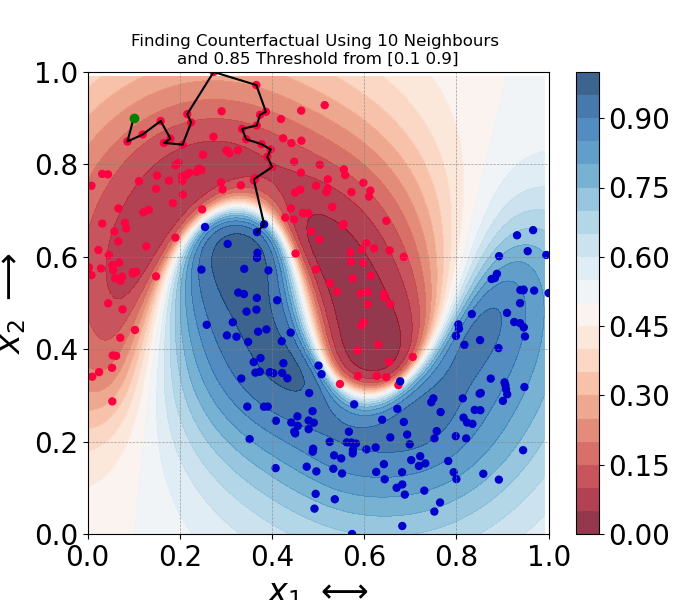 Finding Counterfactual Using 10 Neighbours
and 0.85 Threshold from [0.1 0.9]
1.0
0.8
0.6
0.4
0.2
0.0
x_2 ⟶
0.0 0.2 0.4 0.6 0.8 1.0
x_1 ⟷
0.90
0.75
0.60
0.45
0.30
0.15
0.00